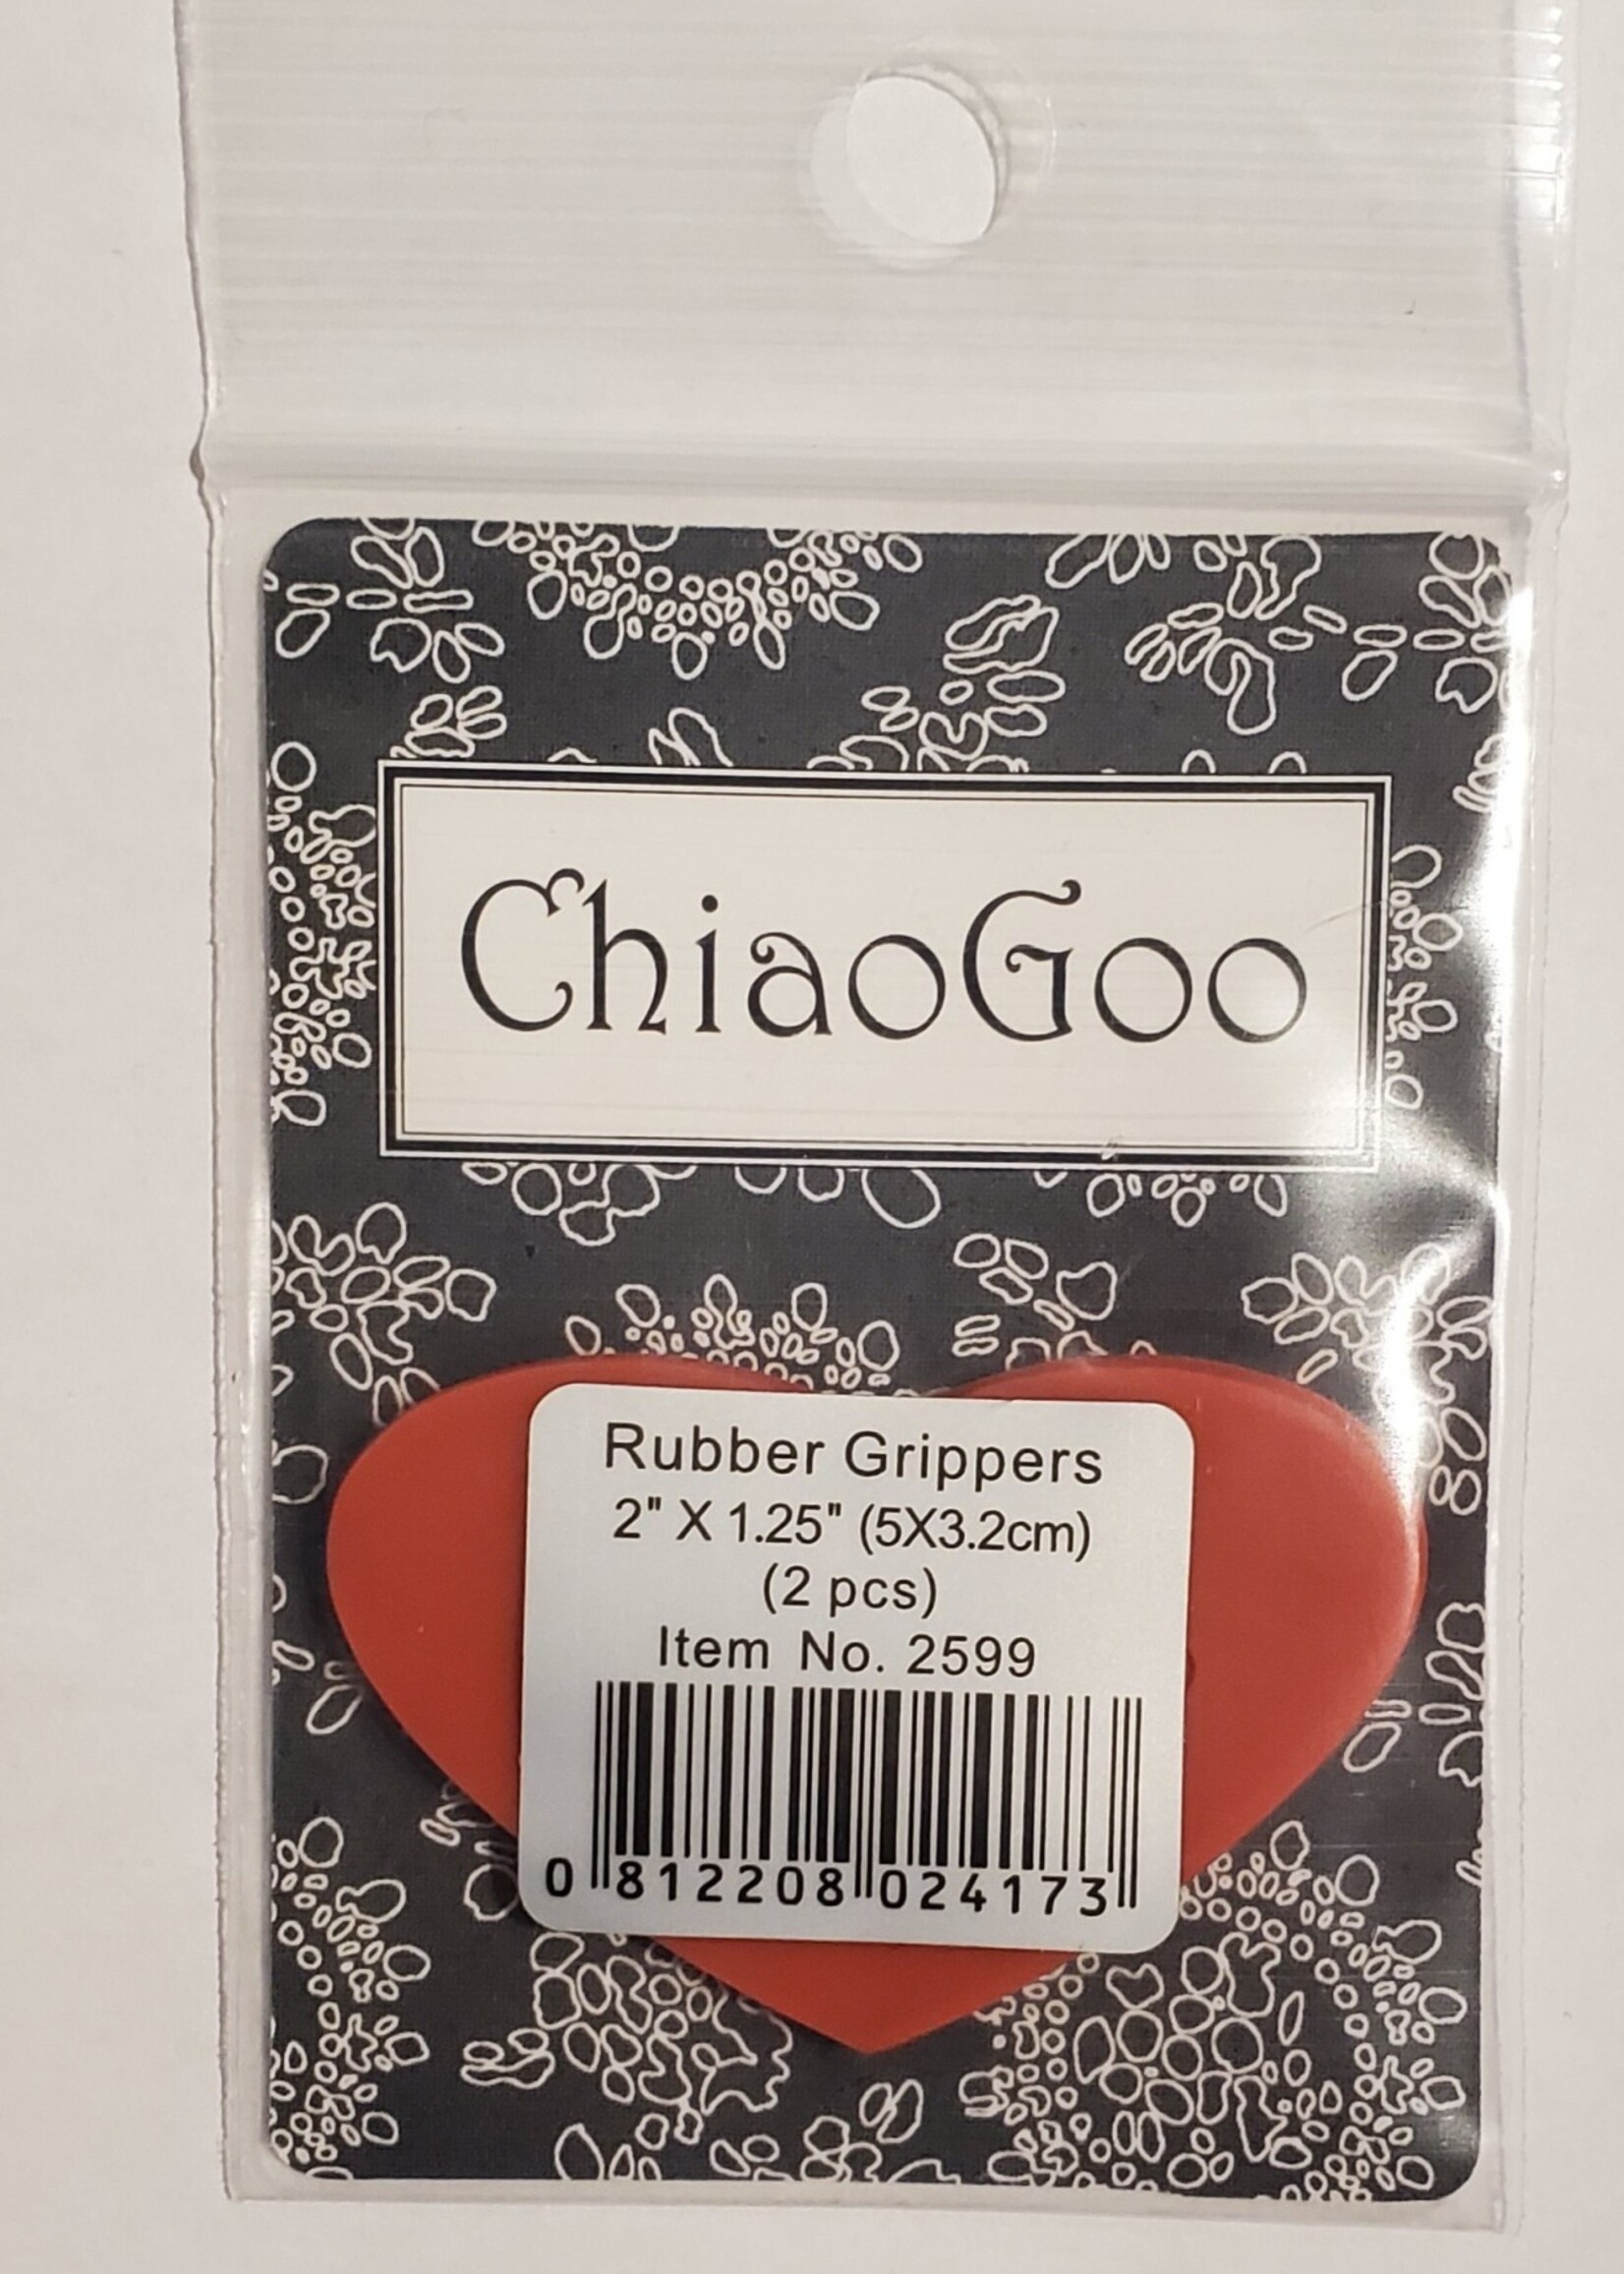 ChiaoGoo
Rubber Grippers
2" X 1.25" (5X3.2cm)
(2 pcs)
Item No. 2599
0 812208 024173